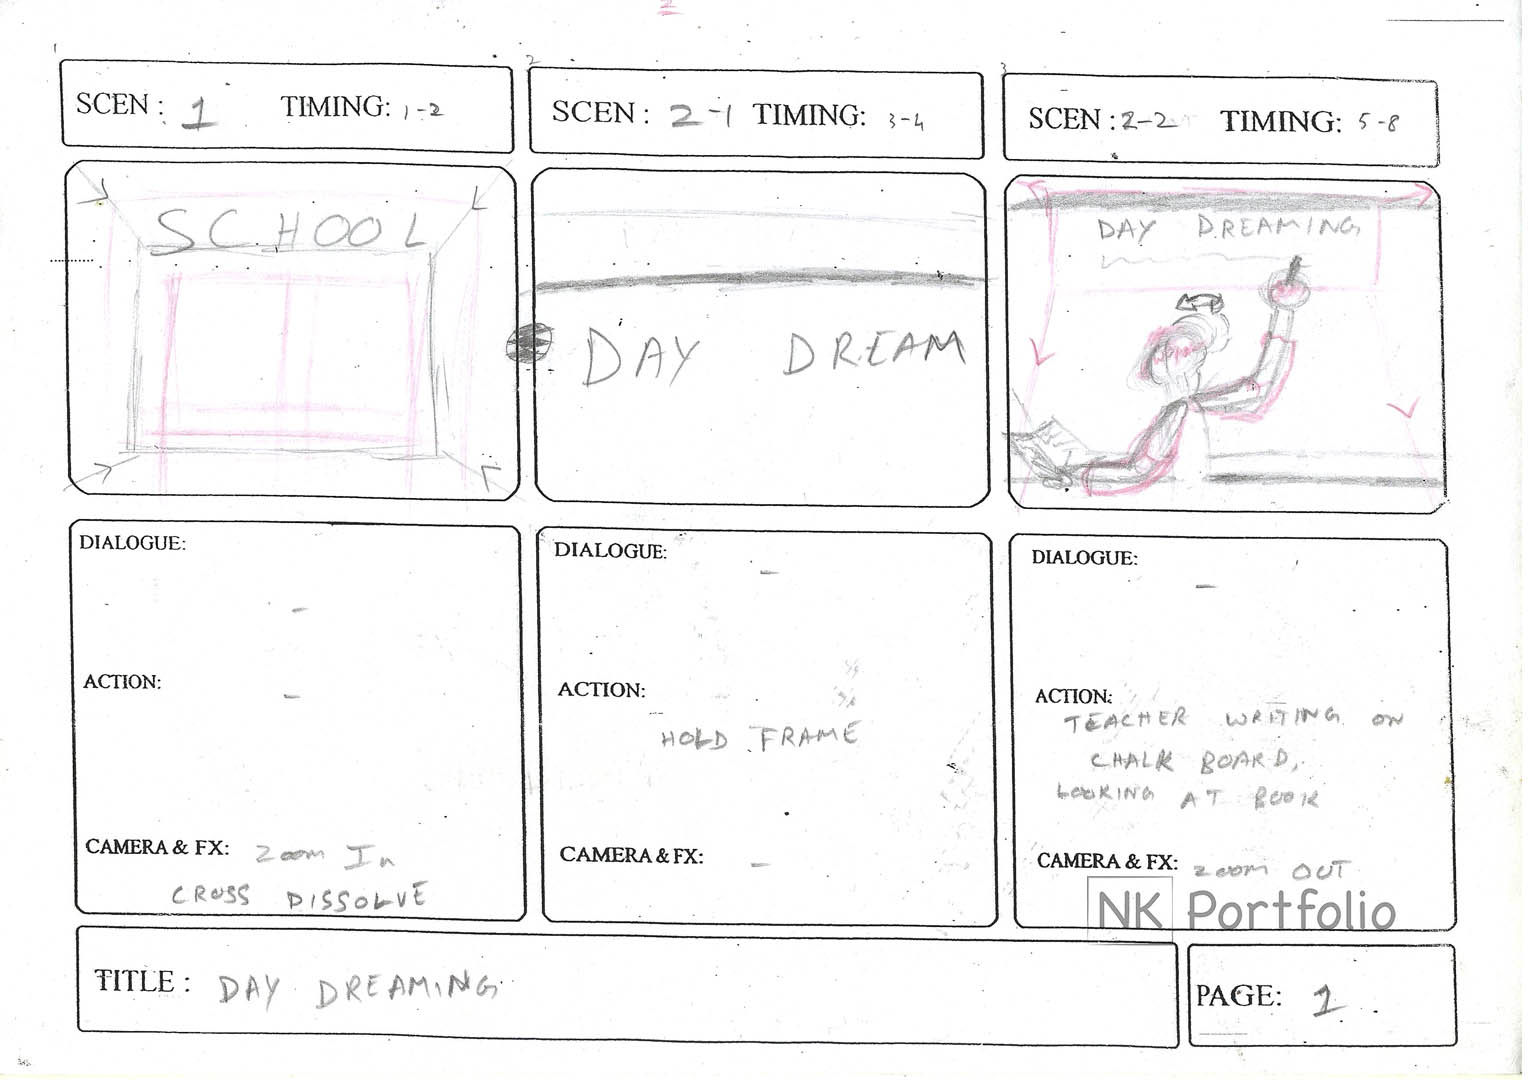 1
2
3
SCEN : 1 TIMING: 1-2
SCEN : 2-1 TIMING: 3-4
SCEN : 2-2 TIMING: 5-8
SCHOOL
DAY DREAM
DAY DREAMING
DIALOGUE:
-
ACTION:
-
CAMERA & FX: Zoom In
CROSS DISSOLVE
DIALOGUE:
-
ACTION:
HOLD FRAME
CAMERA & FX:
-
DIALOGUE:
-
ACTION:
TEACHER WRITING ON
CHALK BOARD,
LOOKING AT BOOK
CAMERA & FX: zoom OUT
NK Portfolio
TITLE : DAY DREAMING
PAGE: 1